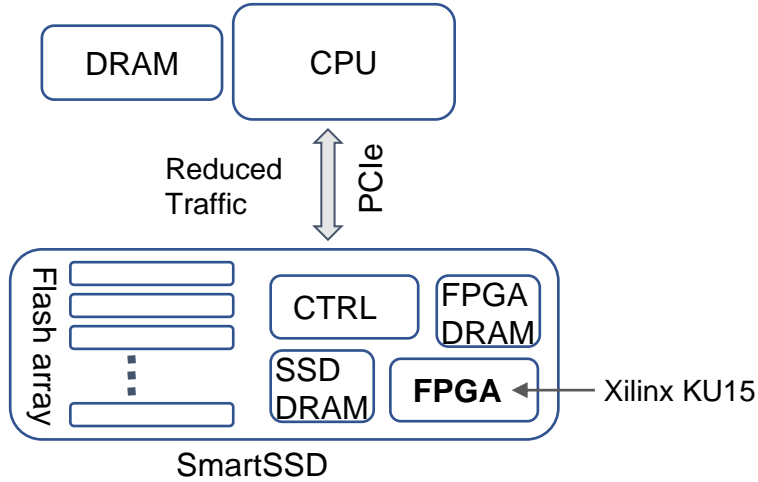 DRAM
CPU
Reduced
Traffic
PCIe
Flash array
CTRL
FPGA
DRAM
SSD
DRAM
FPGA
Xilinx KU15
SmartSSD